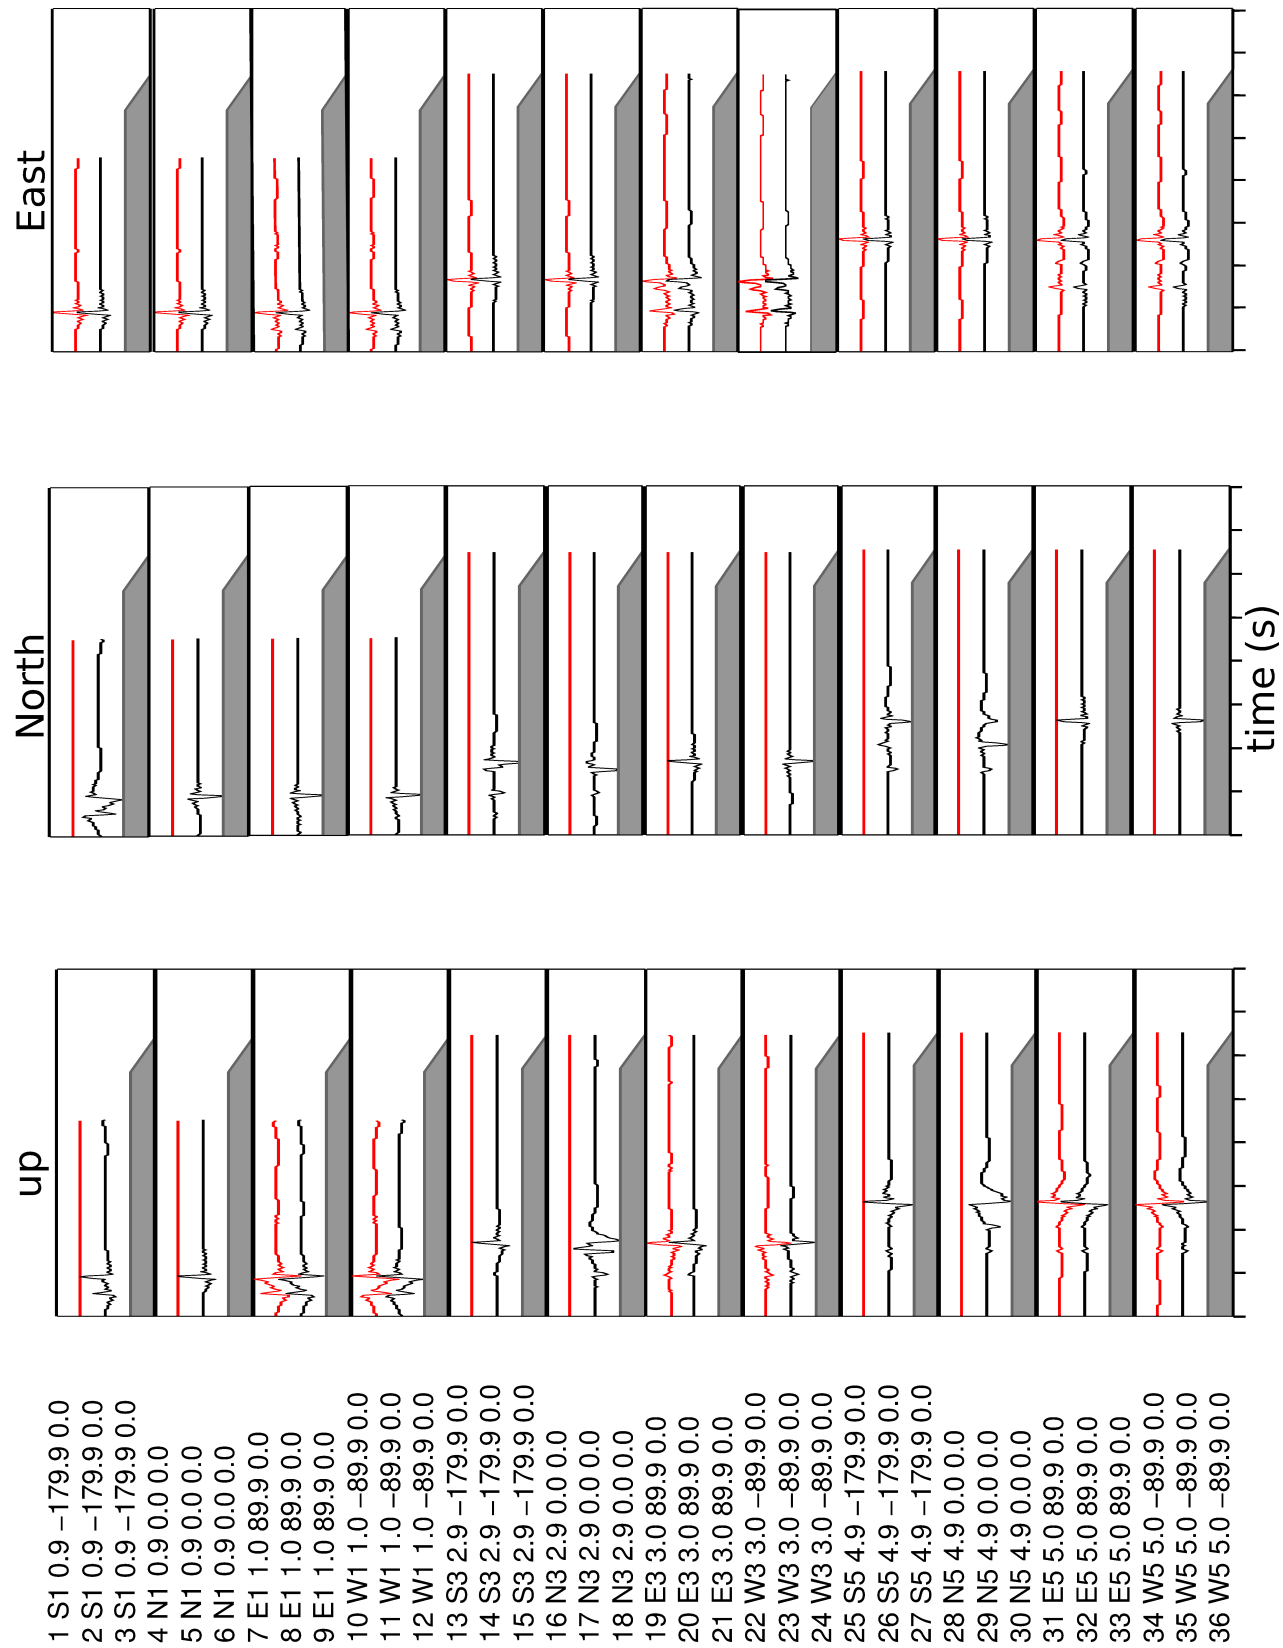 East
North
time (s)
up
1 S1 0.9 −179.9 0.0
2 S1 0.9 −179.9 0.0
3 S1 0.9 −179.9 0.0
4 N1 0.9 0.0 0.0
5 N1 0.9 0.0 0.0
6 N1 0.9 0.0 0.0
7 E1 1.0 89.9 0.0
8 E1 1.0 89.9 0.0
9 E1 1.0 89.9 0.0
10 W1 1.0 −89.9 0.0
11 W1 1.0 −89.9 0.0
12 W1 1.0 −89.9 0.0
13 S3 2.9 −179.9 0.0
14 S3 2.9 −179.9 0.0
15 S3 2.9 −179.9 0.0
16 N3 2.9 0.0 0.0
17 N3 2.9 0.0 0.0
18 N3 2.9 0.0 0.0
19 E3 3.0 89.9 0.0
20 E3 3.0 89.9 0.0
21 E3 3.0 89.9 0.0
22 W3 3.0 −89.9 0.0
23 W3 3.0 −89.9 0.0
24 W3 3.0 −89.9 0.0
25 S5 4.9 −179.9 0.0
26 S5 4.9 −179.9 0.0
27 S5 4.9 −179.9 0.0
28 N5 4.9 0.0 0.0
29 N5 4.9 0.0 0.0
30 N5 4.9 0.0 0.0
31 E5 5.0 89.9 0.0
32 E5 5.0 89.9 0.0
33 E5 5.0 89.9 0.0
34 W5 5.0 −89.9 0.0
35 W5 5.0 −89.9 0.0
36 W5 5.0 −89.9 0.0